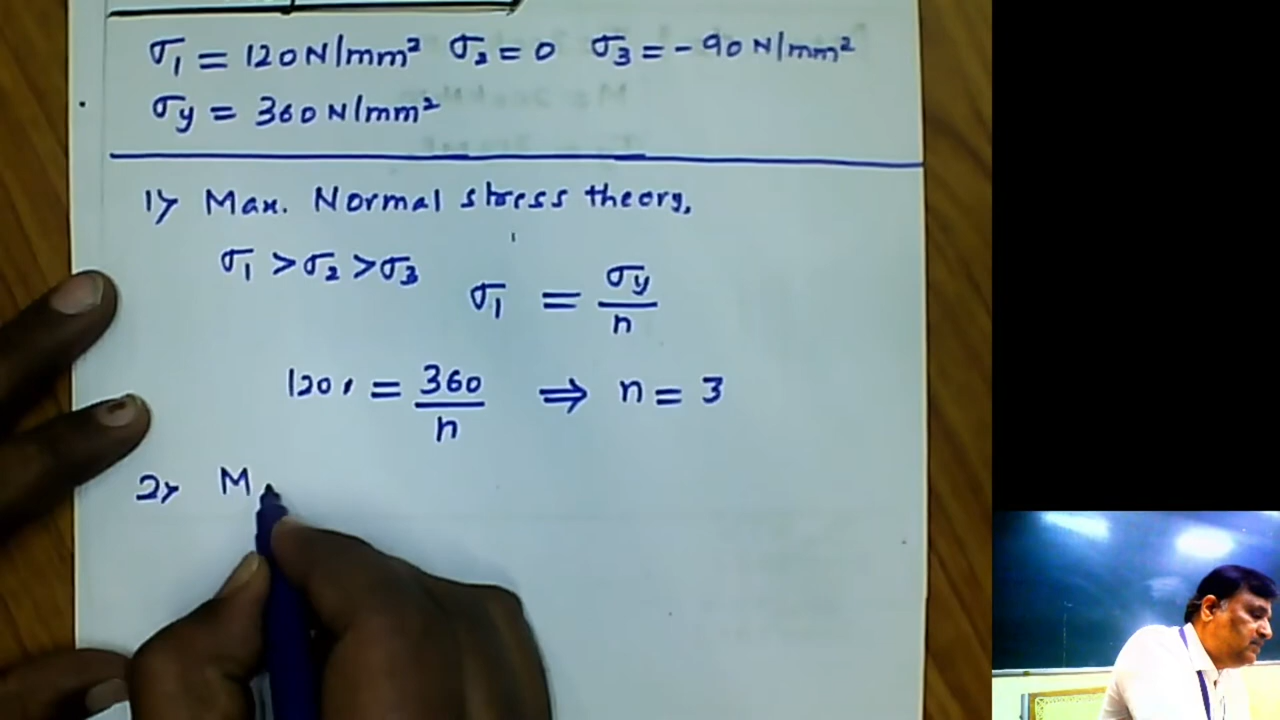 σ1 = 120 N/mm² σ2 = 0 σ3 = - 90 N/mm²
σy = 360 N/mm²
1) Max. Normal stress theory,
σ1 > σ2 > σ3
σ1 = σy/n
120 = 360/n ⇒ n = 3
2) M